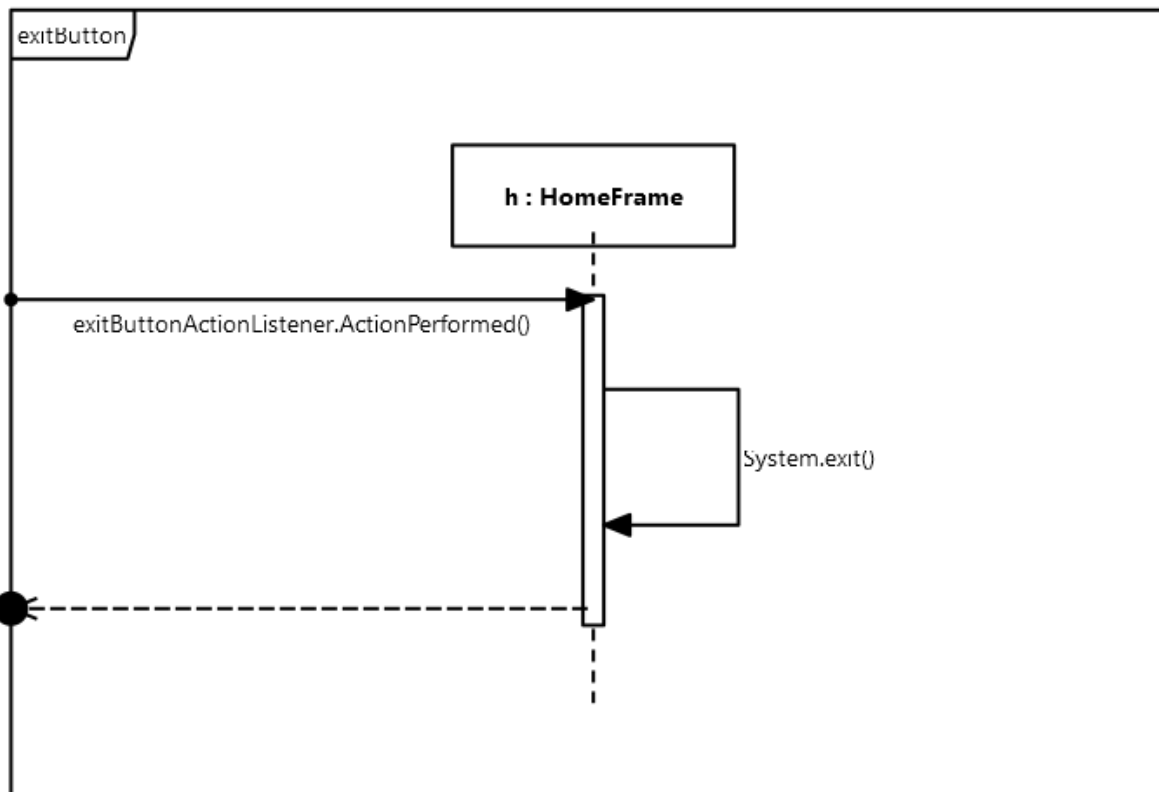 exitButton
h : HomeFrame
exitButtonActionListener.ActionPerformed()
System.exit()